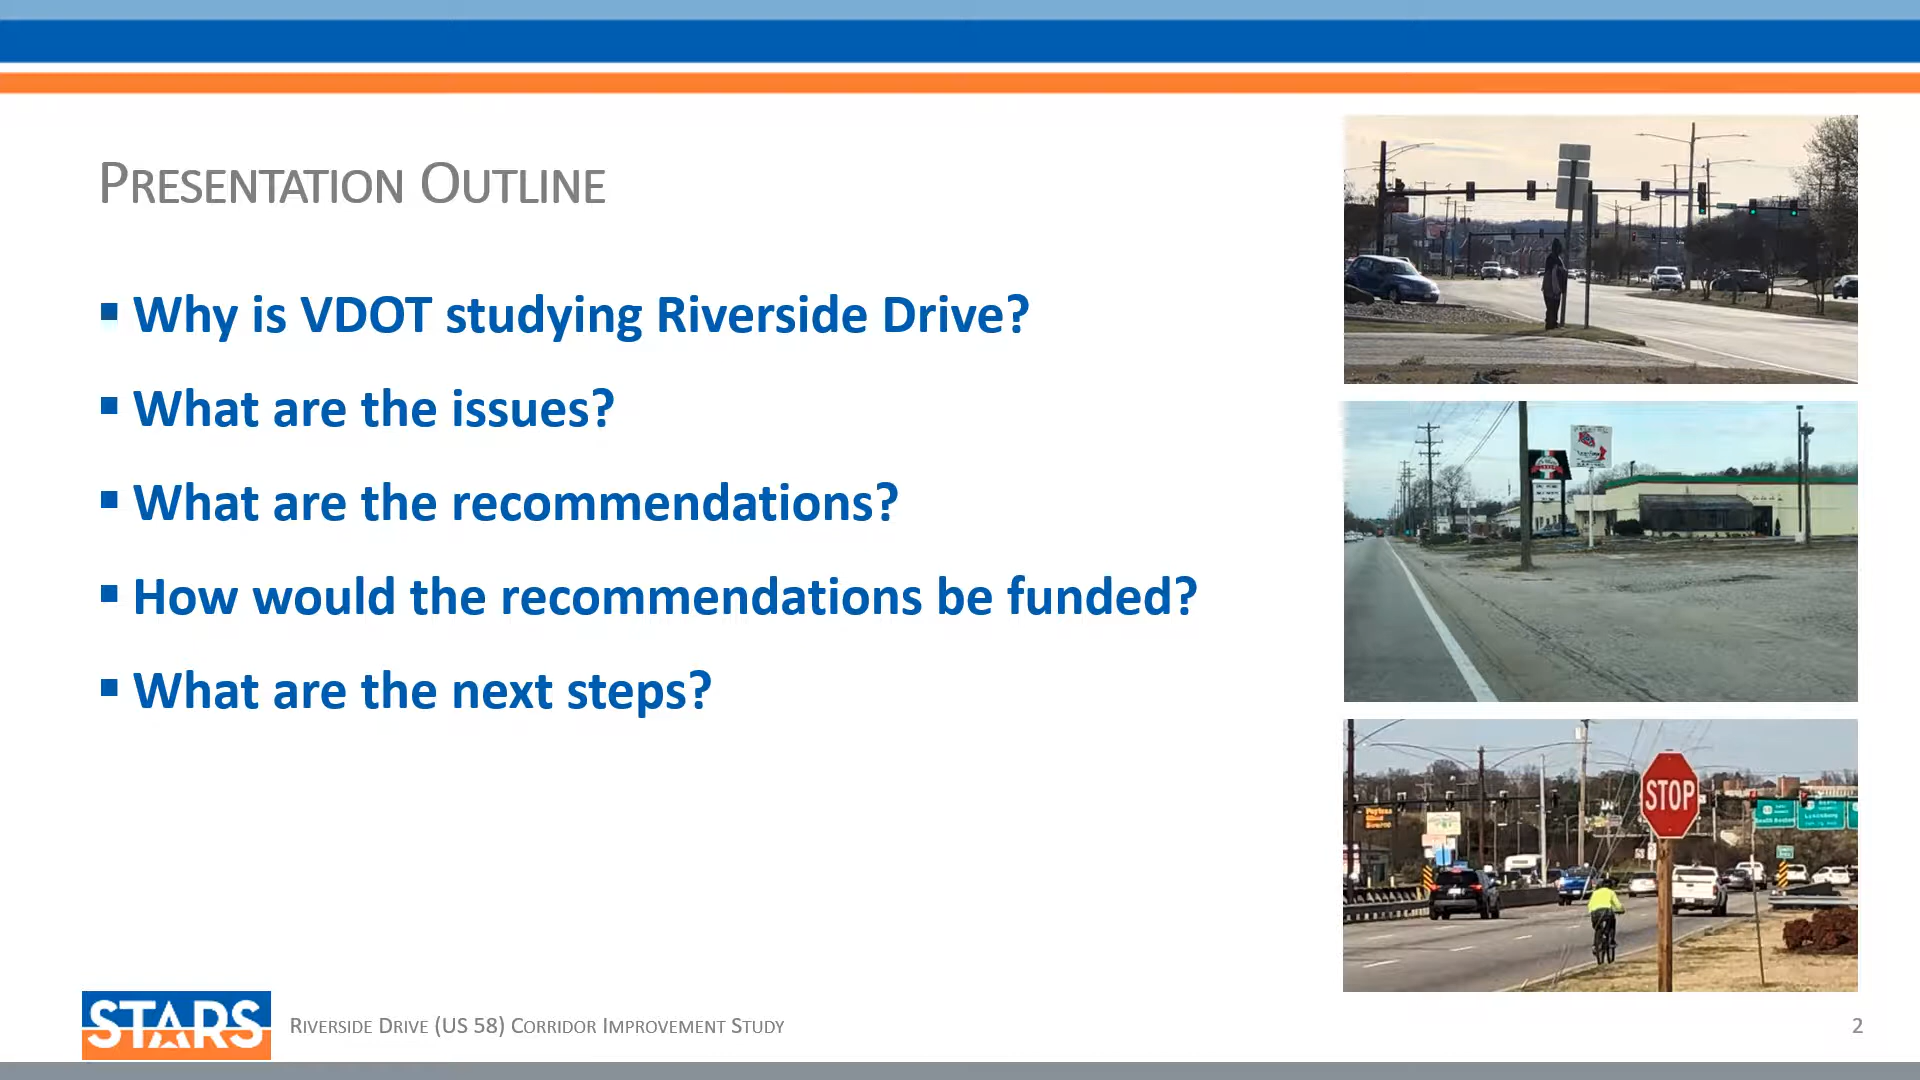 PRESENTATION OUTLINE
Why is VDOT studying Riverside Drive?
What are the issues?
What are the recommendations?
How would the recommendations be funded?
What are the next steps?
STOP
STARS
RIVERSIDE DRIVE (US 58) CORRIDOR IMPROVEMENT STUDY
2